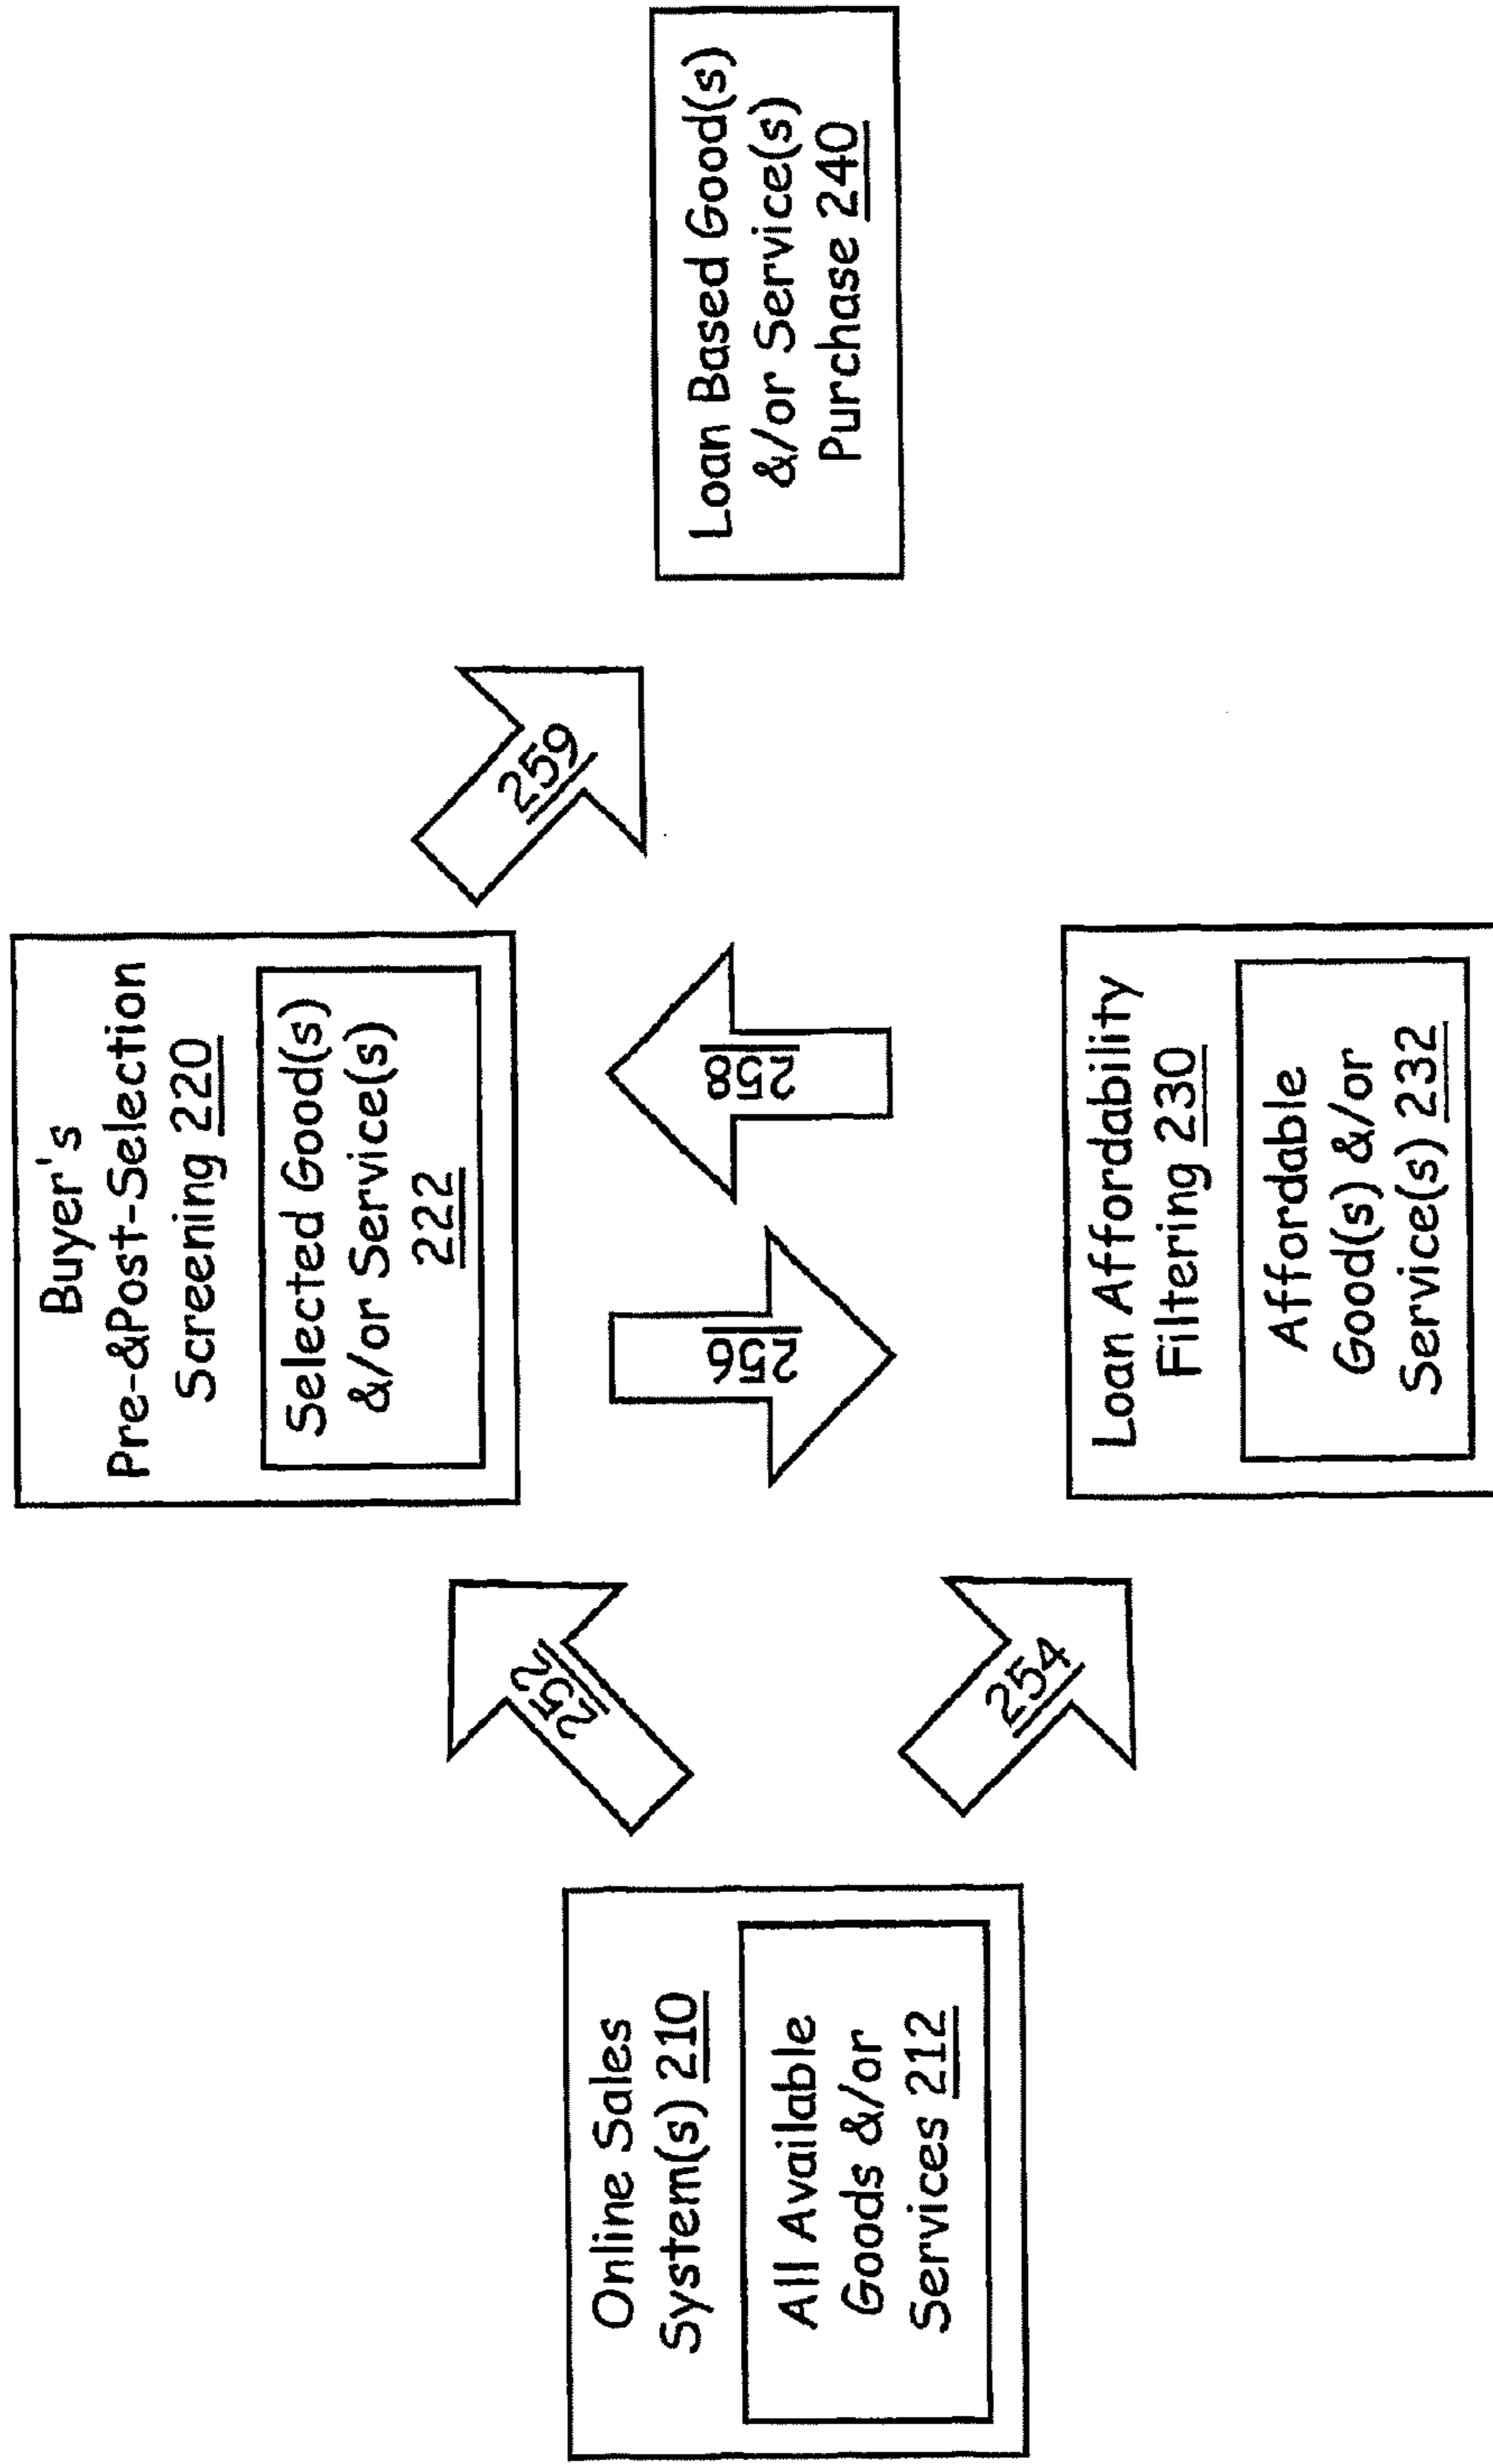 Online Sales
System(s) 210
All Available
Goods &/or
Services 212
252
254
Buyer's
Pre-&Post-Selection
Screening 220
Selected Good(s)
&/or Service(s)
222
256
258
Loan Affordability
Filtering 230
Affordable
Good(s) &/or
Service(s) 232
259
Loan Based Good(s)
&/or Service(s)
Purchase 240